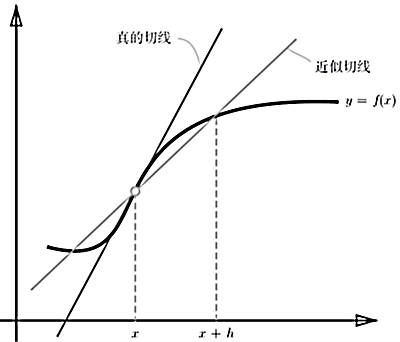 真的切线
近似切线
y = f(x)
x
x + h